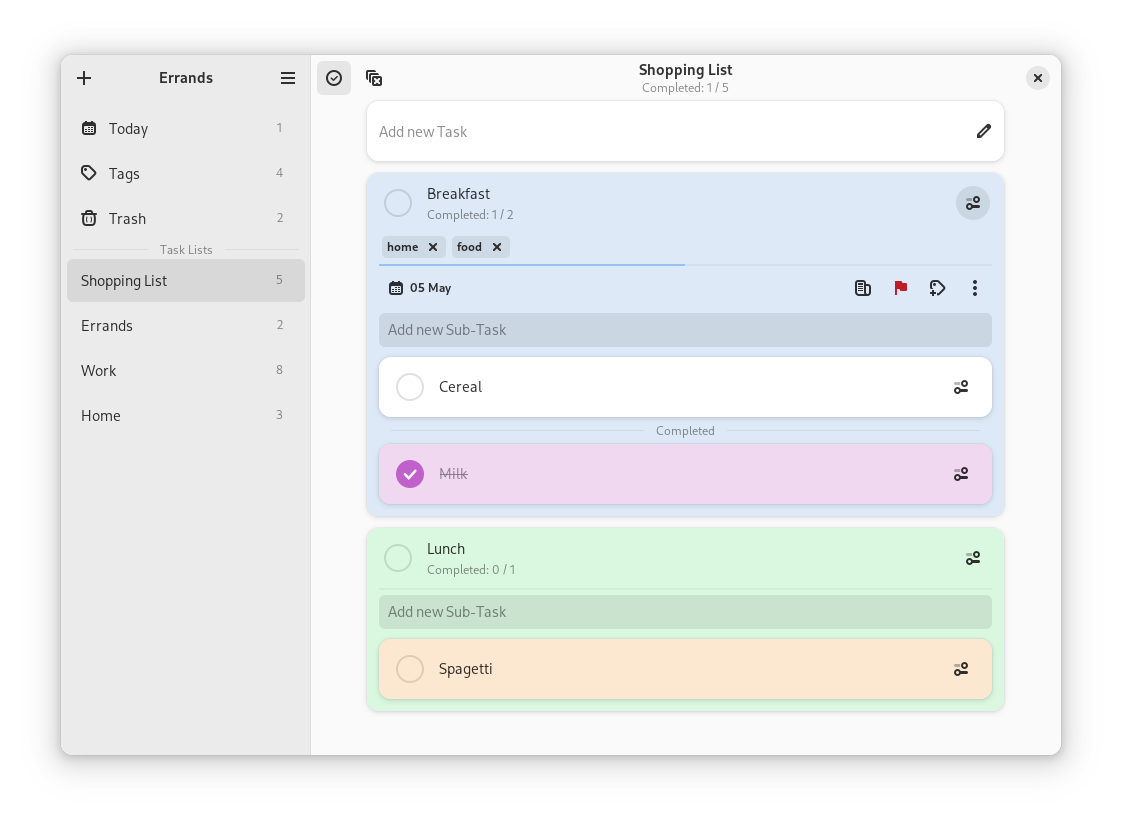 Errands
Today 1
Tags 4
Trash 2
Task Lists
Shopping List 5
Errands 2
Work 8
Home 3
Shopping List
Completed: 1 / 5
Add new Task
Breakfast
Completed: 1 / 2
home
food
05 May
Add new Sub-Task
Cereal
Completed
Milk
Lunch
Completed: 0 / 1
Add new Sub-Task
Spagetti